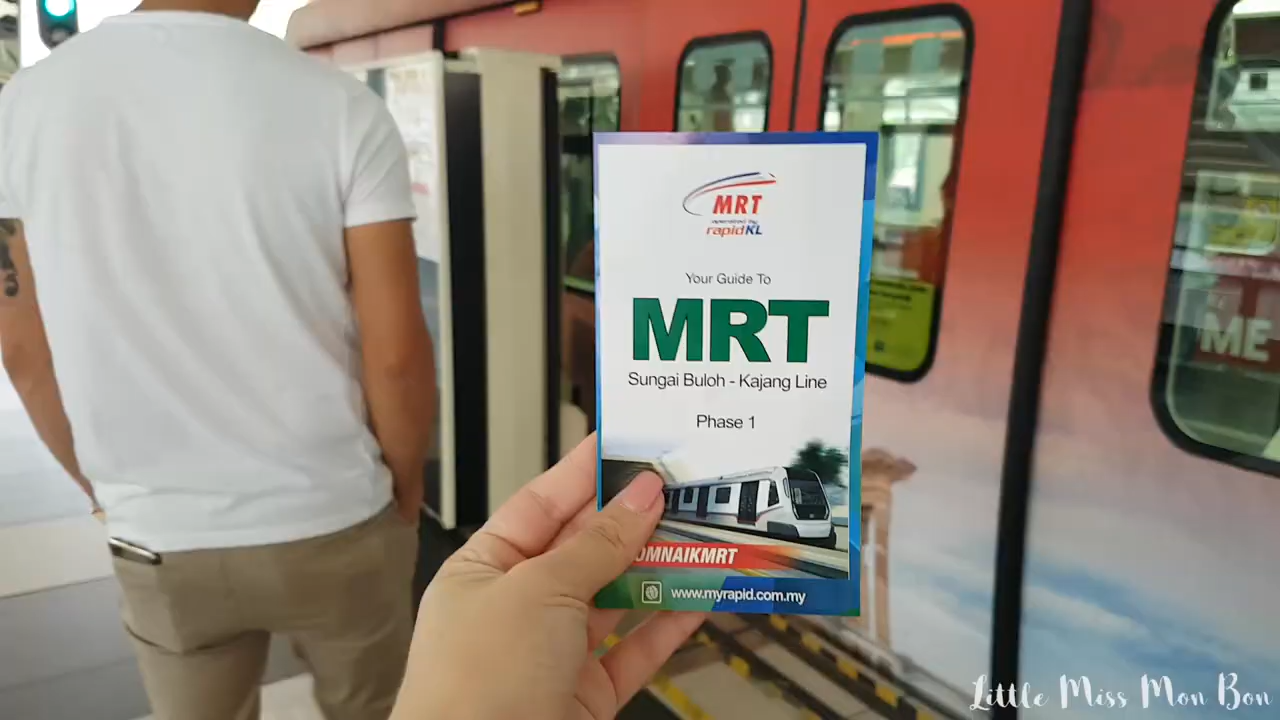 MRT
operated by
rapidKL
Your Guide To
MRT
Sungai Buloh - Kajang Line
Phase 1
OMNAIKMRT
www.myrapid.com.my
ME
Little Miss Mon Bon